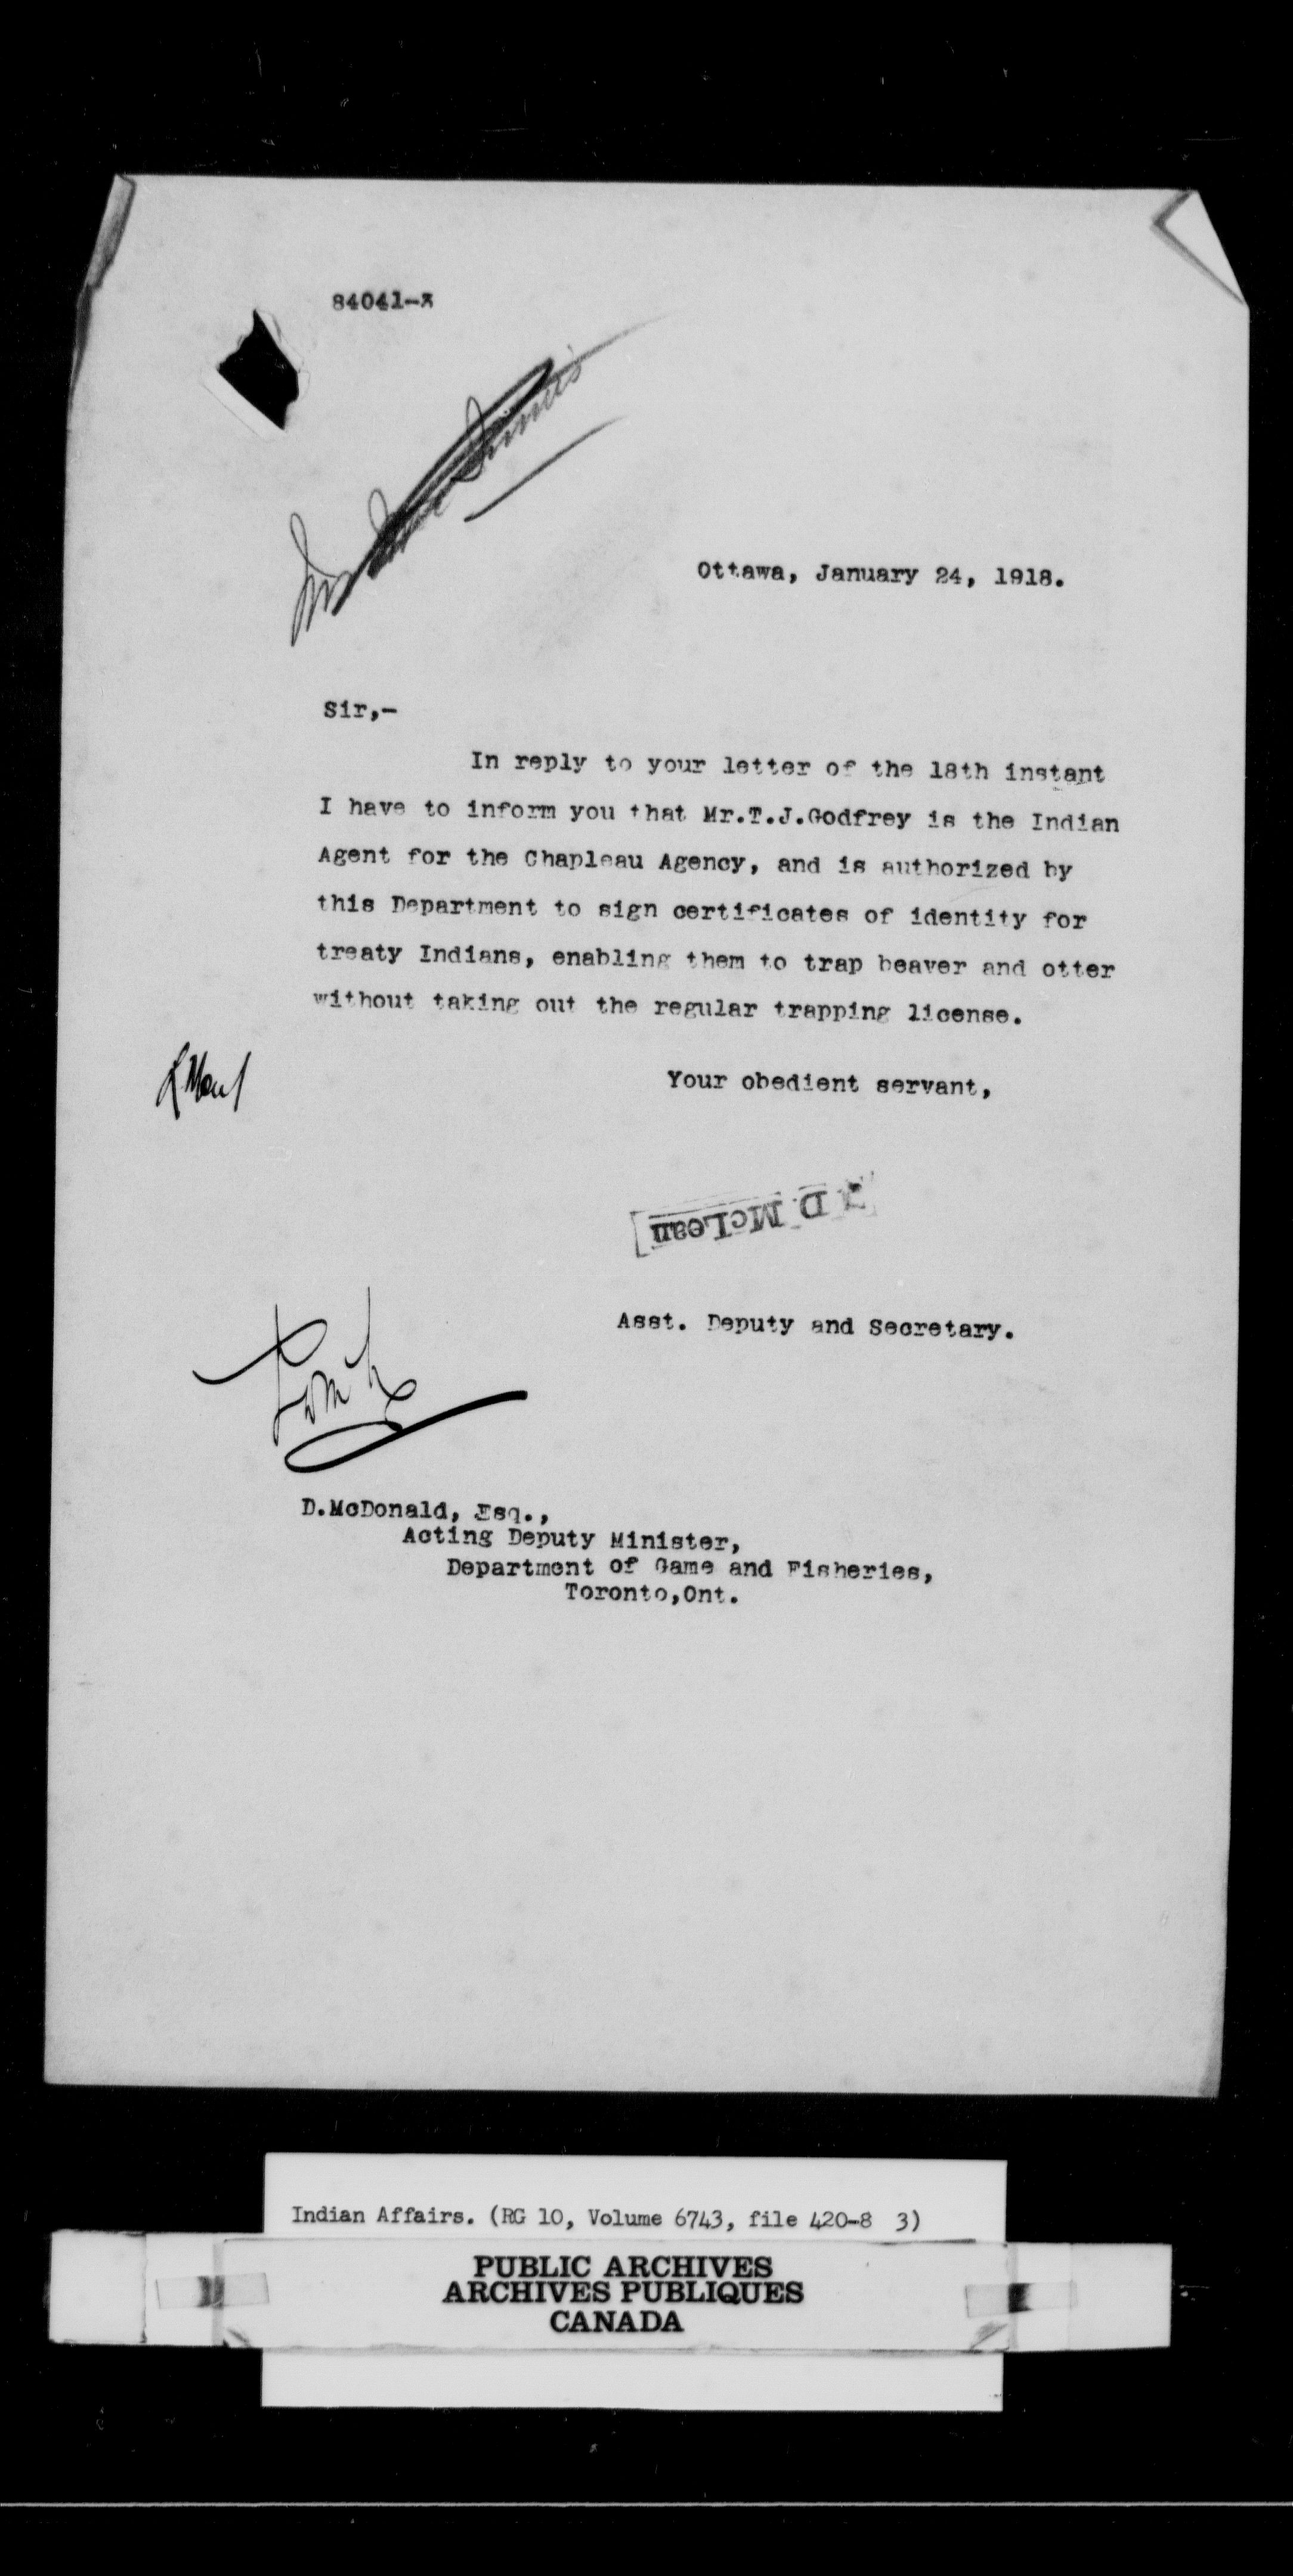 84041-
Ottawa, January 24, 1918.
Sir,-
In reply to your letter of the 18th instant
I have to inform you that Mr.T.J.Godfrey is the Indian
Agent for the Chapleau Agency, and is authorized by
this Department to sign certificates of identity for
treaty Indians, enabling them to trap beaver and otter
without taking out the regular trapping license.
Your obedient servant,
D. McLean
Asst. Deputy and Secretary.
D.McDonald, Esq.,
Acting Deputy Minister,
Department of Game and Fisheries,
Toronto,Ont.
Indian Affairs. (RG 10, Volume 6743, file 420-8 3)
PUBLIC ARCHIVES
ARCHIVES PUBLIQUES
CANADA